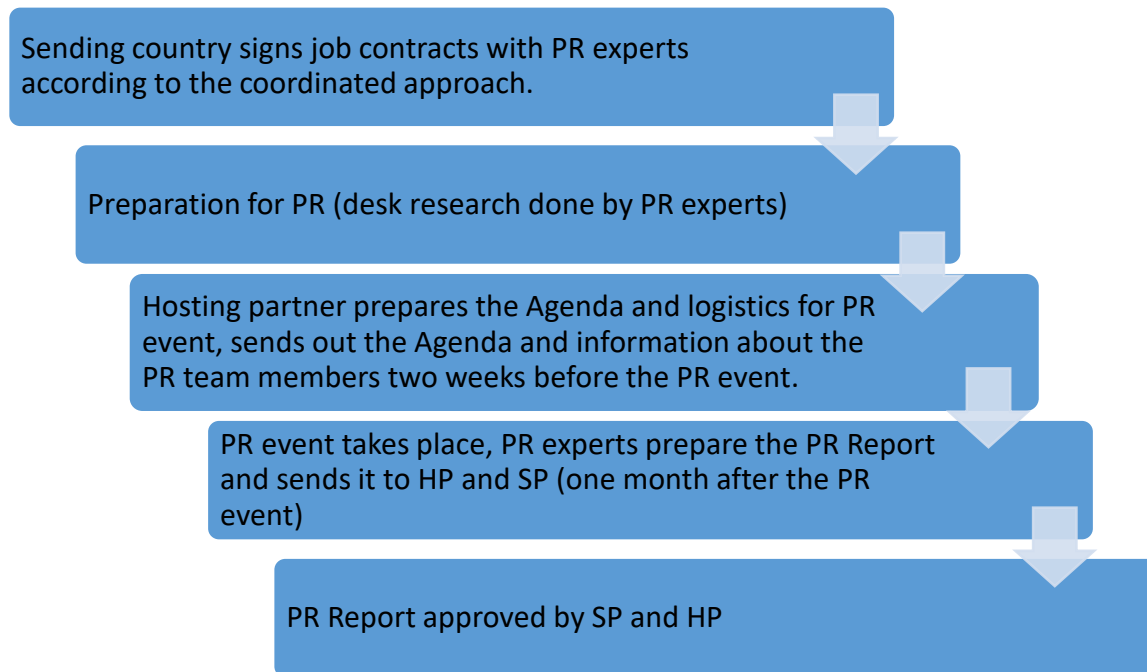 Sending country signs job contracts with PR experts
according to the coordinated approach.
Preparation for PR (desk research done by PR experts)
Hosting partner prepares the Agenda and logistics for PR
event, sends out the Agenda and information about the
PR team members two weeks before the PR event.
PR event takes place, PR experts prepare the PR Report
and sends it to HP and SP (one month after the PR
event)
PR Report approved by SP and HP